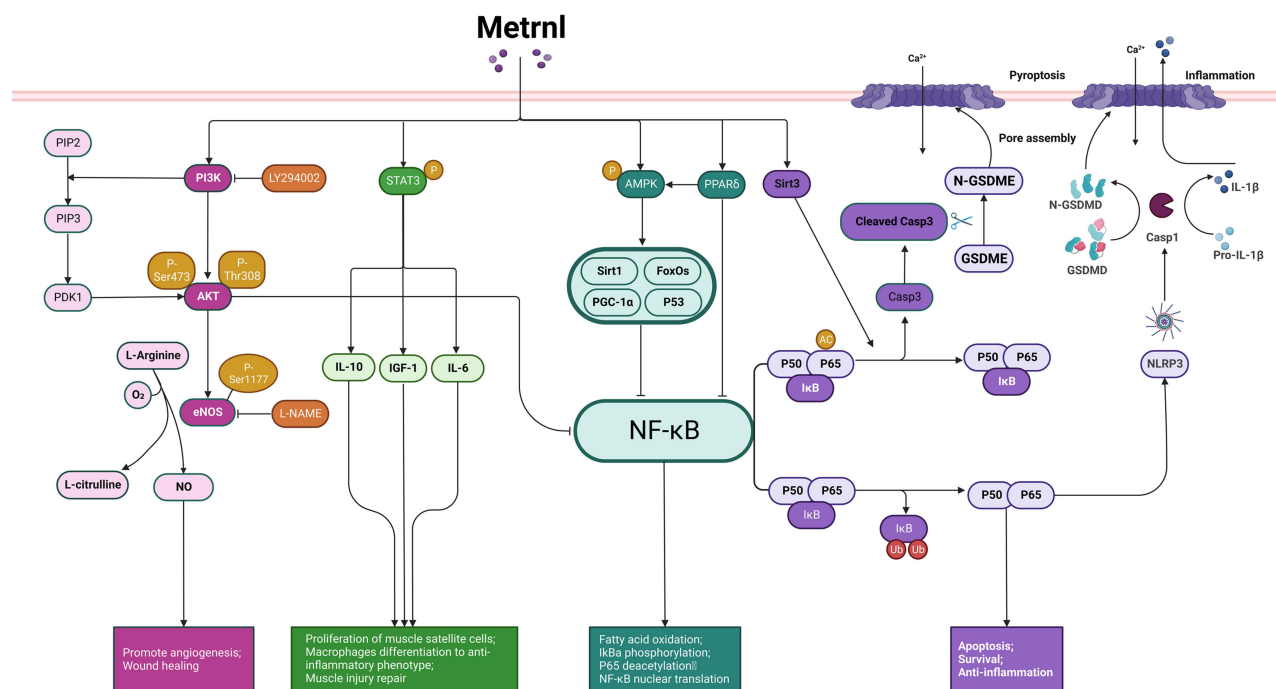 Metrnl
Ca²⁺
Pyroptosis
Ca²⁺
Inflammation
Pore assembly
PIP2
PI3K
LY294002
STAT3
P
P
AMPK
PPARδ
Sirt3
N-GSDME
N-GSDMD
IL-1β
PIP3
Cleaved Casp3
Casp1
GSDME
GSDMD
Pro-IL-1β
P-
Ser473
P-
Thr308
Sirt1
FoxOs
PGC-1α
P53
PDK1
AKT
Casp3
L-Arginine
O₂
P-
Ser1177
IL-10
IGF-1
IL-6
AC
P50
P65
IκB
P50
P65
IκB
NLRP3
eNOS
L-NAME
NF-κB
L-citrulline
NO
P50
P65
IκB
IκB
Ub
Ub
P50
P65
Promote angiogenesis;
Wound healing
Proliferation of muscle satellite cells;
Macrophages differentiation to anti-
inflammatory phenotype;
Muscle injury repair
Fatty acid oxidation;
IkBa phosphorylation;
P65 deacetylation
NF-κB nuclear translation
Apoptosis;
Survival;
Anti-inflammation